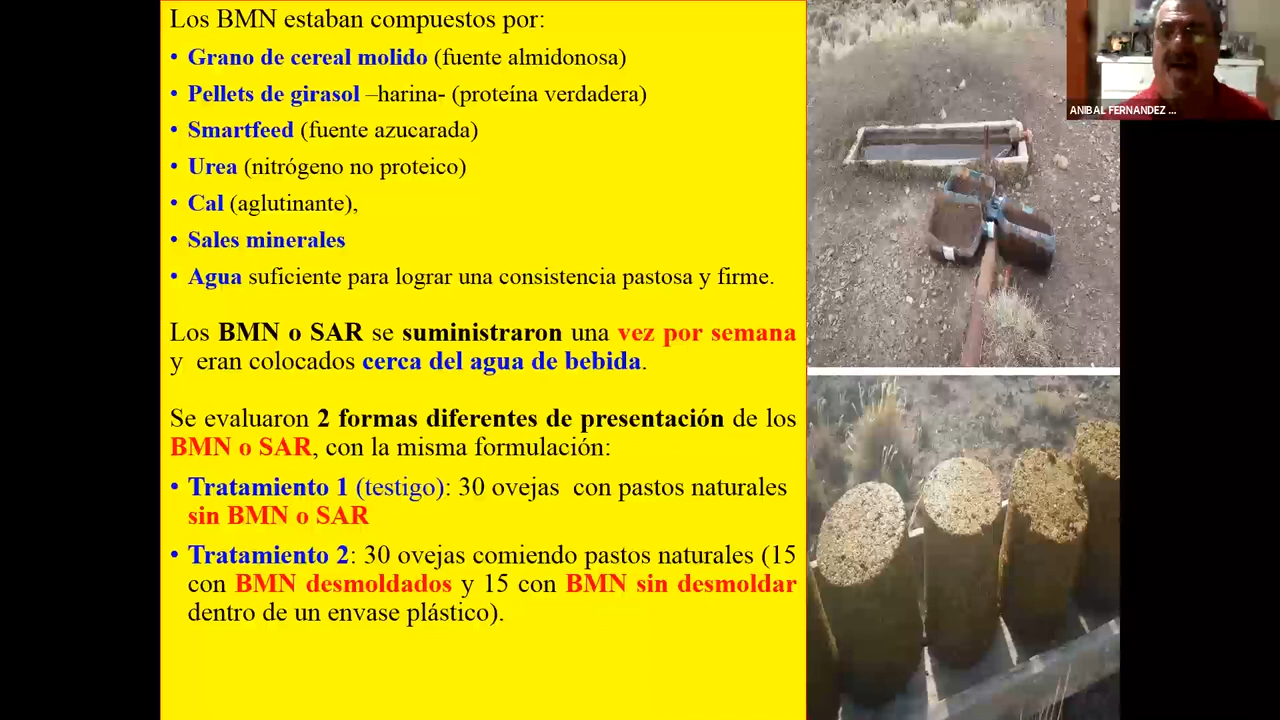 Los BMN estaban compuestos por:
• Grano de cereal molido (fuente almidonosa)
• Pellets de girasol –harina- (proteína verdadera)
• Smartfeed (fuente azucarada)
• Urea (nitrógeno no proteico)
• Cal (aglutinante),
• Sales minerales
• Agua suficiente para lograr una consistencia pastosa y firme.
Los BMN o SAR se suministraron una vez por semana
y eran colocados cerca del agua de bebida.
Se evaluaron 2 formas diferentes de presentación de los
BMN o SAR, con la misma formulación:
• Tratamiento 1 (testigo): 30 ovejas con pastos naturales
sin BMN o SAR
• Tratamiento 2: 30 ovejas comiendo pastos naturales (15
con BMN desmoldados y 15 con BMN sin desmoldar
dentro de un envase plástico).
ANIBAL FERNANDEZ ...